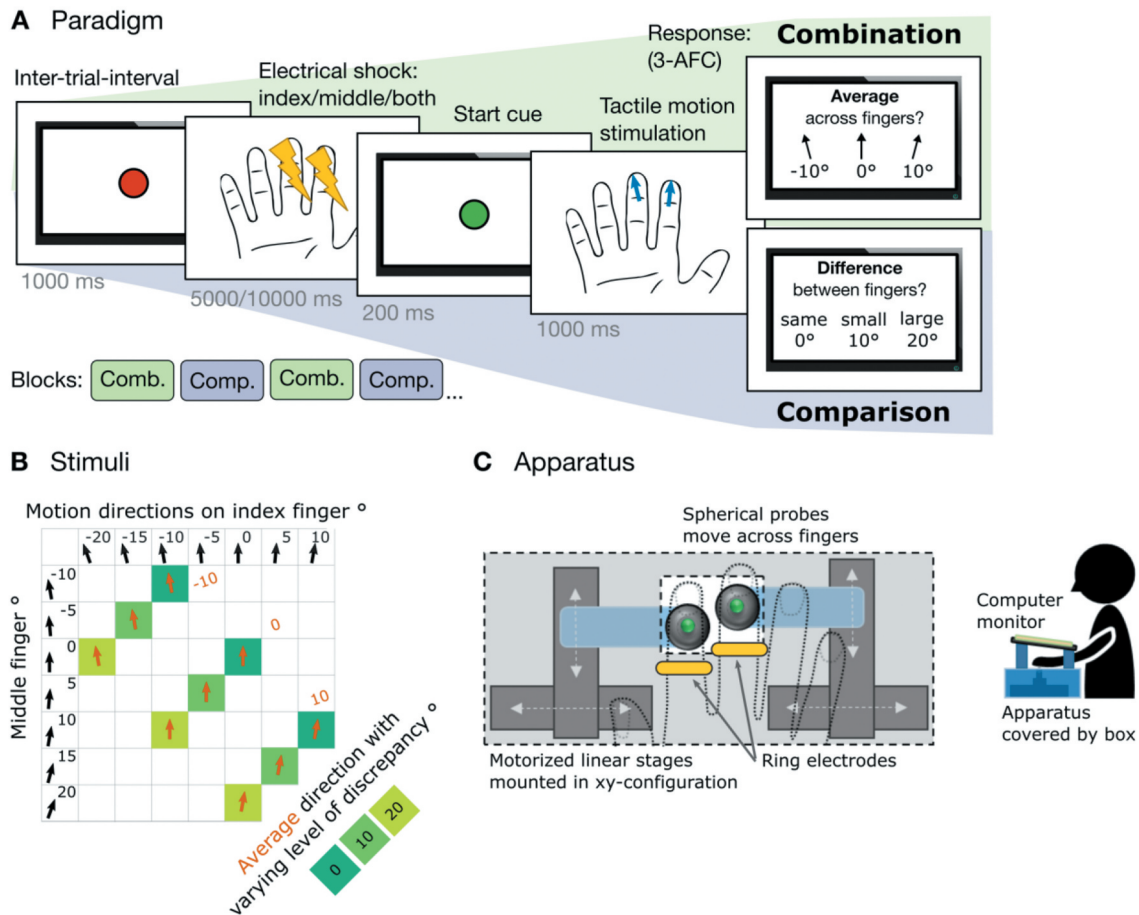 A Paradigm
Inter-trial-interval
1000 ms
Electrical shock:
index/middle/both
5000/10000 ms
Start cue
200 ms
Tactile motion
stimulation
1000 ms
Response:
(3-AFC)
Combination
Average
across fingers?
-10° 0° 10°
Difference
between fingers?
same small large
0° 10° 20°
Comparison
Blocks: Comb. Comp. Comb. Comp. ...
B Stimuli
Motion directions on index finger °
-20 -15 -10 -5 0 5 10
Middle finger °
-10
-5
0
5
10
15
20
-10
0
10
Average direction with
varying level of discrepancy °
0 10 20
C Apparatus
Spherical probes
move across fingers
Motorized linear stages
mounted in xy-configuration
Ring electrodes
Computer
monitor
Apparatus
covered by box